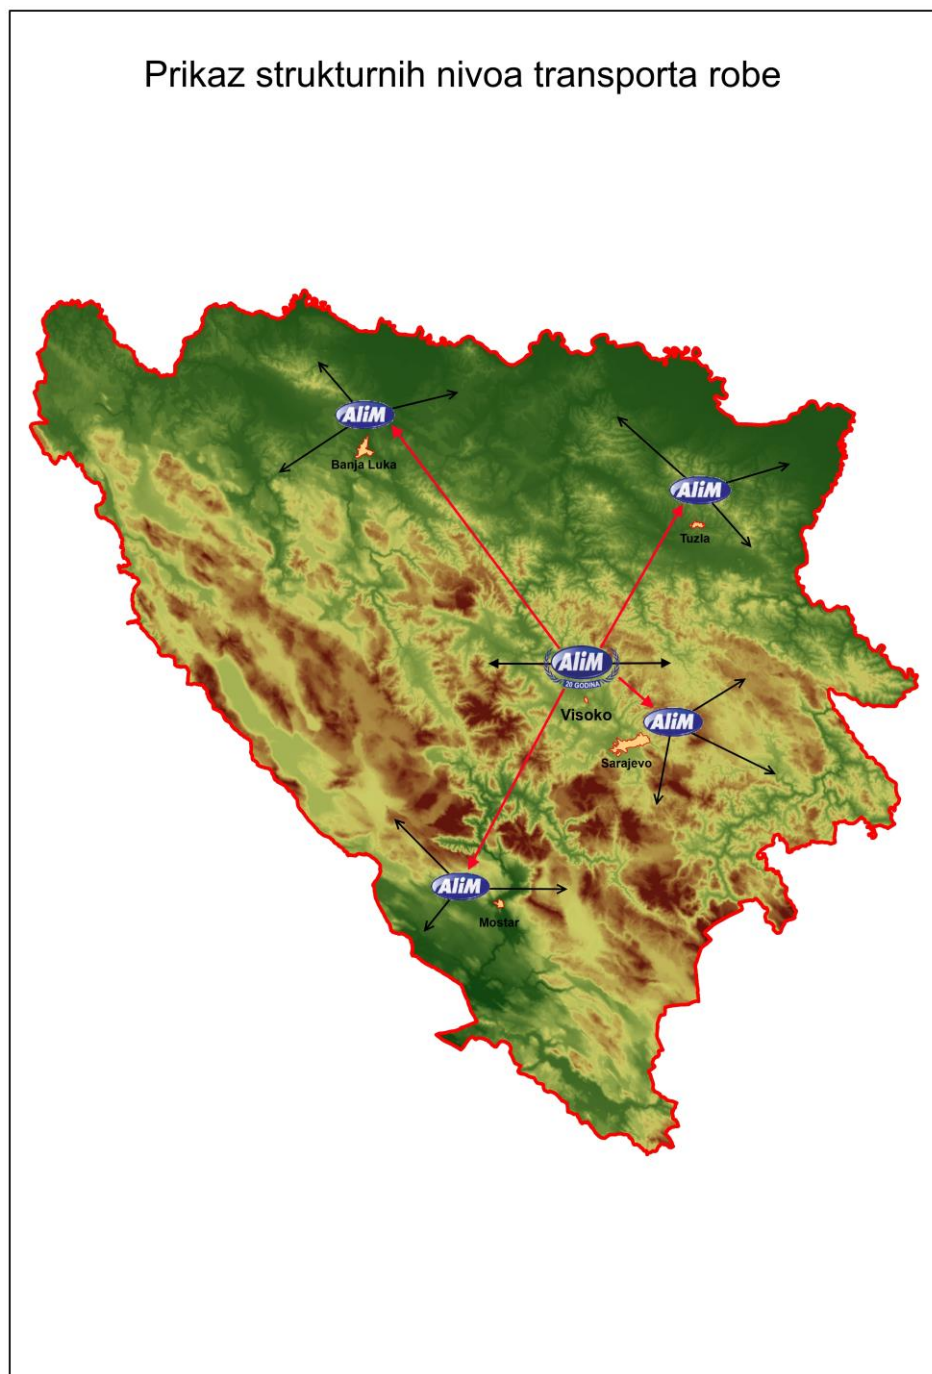 Prikaz strukturnih nivoa transporta robe
AliM
Banja Luka
AliM
Tuzla
AliM
20 GODINA
Visoko
AliM
Sarajevo
AliM
Mostar